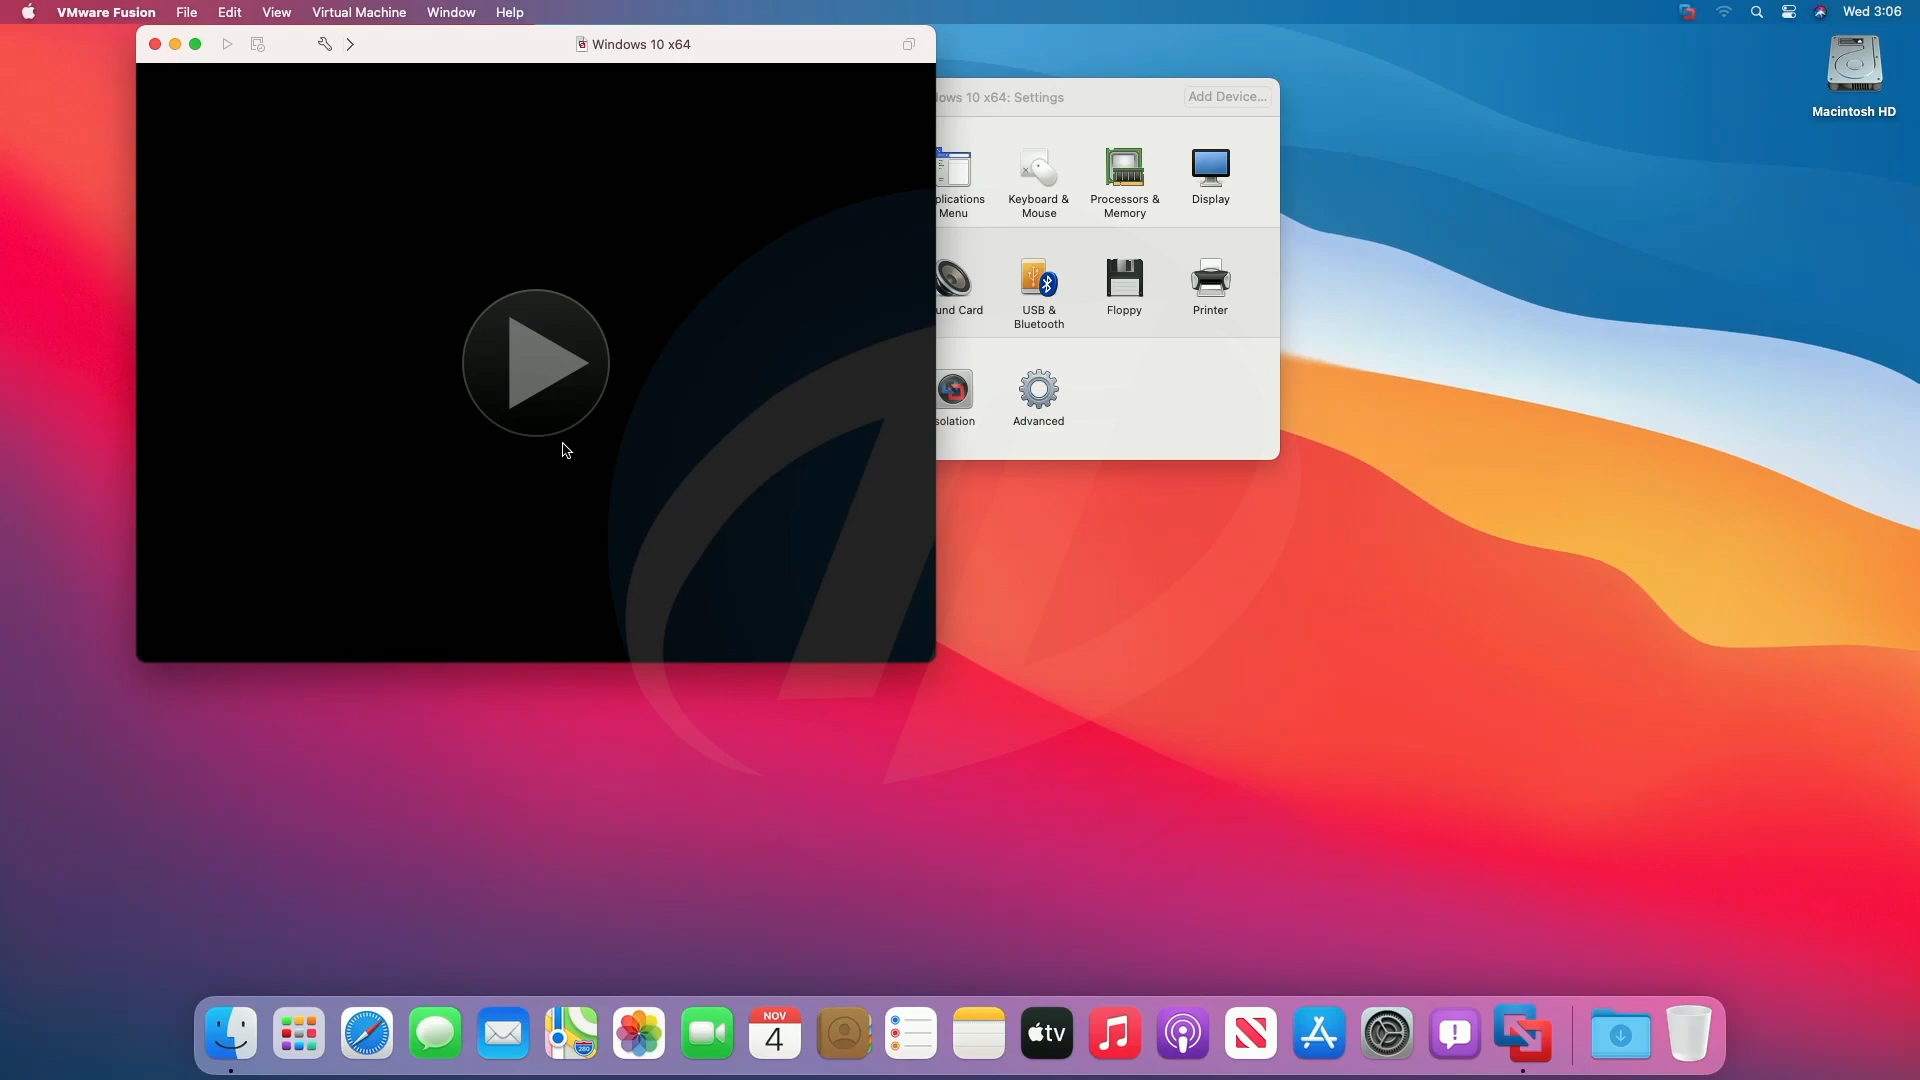 VMware Fusion File Edit View Virtual Machine Window Help Wed 3:06
Windows 10 x64
ows 10 x64: Settings Add Device...
Macintosh HD
plications Menu
Keyboard & Mouse
Processors & Memory
Display
und Card
USB & Bluetooth
Floppy
Printer
solation
Advanced
NOV
4
280
tv